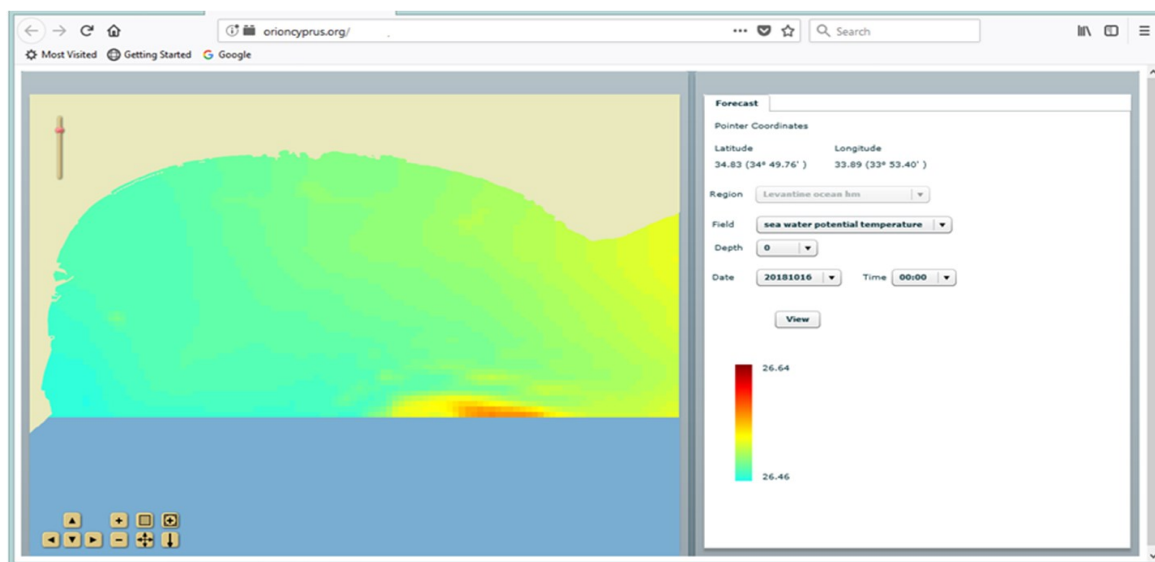 orioncyprus.org/
Search
Most Visited Getting Started Google
Forecast
Pointer Coordinates
Latitude Longitude
34.83 (34° 49.76' ) 33.89 (33° 53.40' )
Region Levantine ocean hm
Field sea water potential temperature
Depth 0
Date 20181016 Time 00:00
View
26.64
26.46